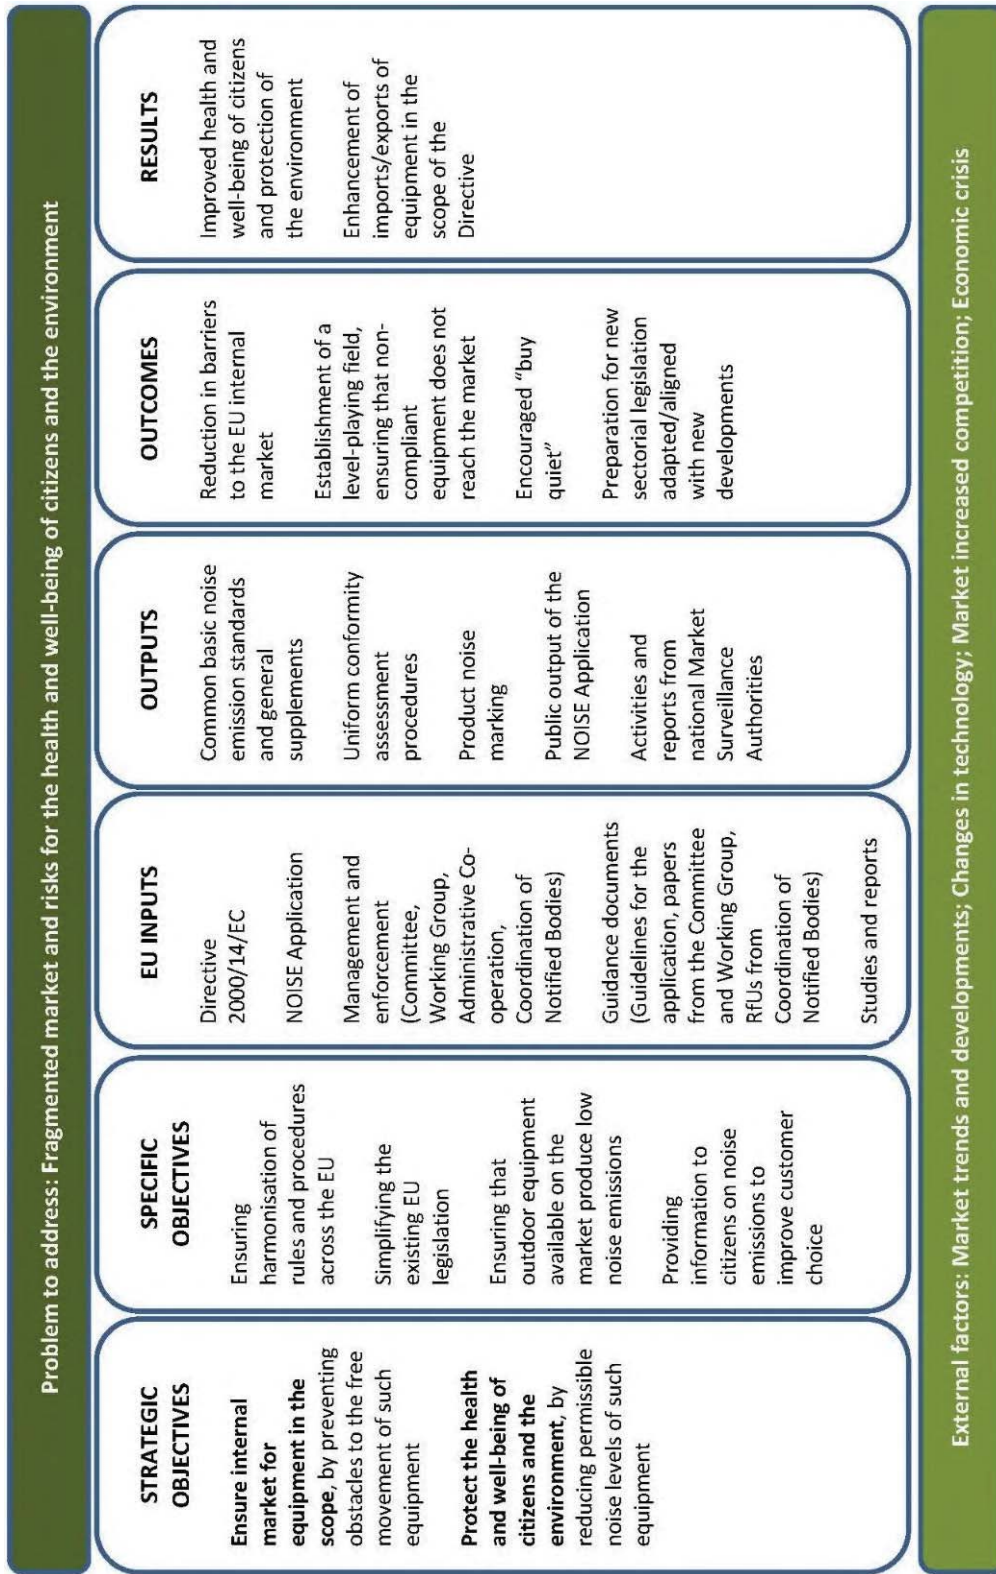 Problem to address: Fragmented market and risks for the health and well-being of citizens and the environment
STRATEGIC
OBJECTIVES
Ensure internal
market for
equipment in the
scope, by preventing
obstacles to the free
movement of such
equipment
Protect the health
and well-being of
citizens and the
environment, by
reducing permissible
noise levels of such
equipment
SPECIFIC
OBJECTIVES
Ensuring
harmonisation of
rules and procedures
across the EU
Simplifying the
existing EU
legislation
Ensuring that
outdoor equipment
available on the
market produce low
noise emissions
Providing
information to
citizens on noise
emissions to
improve customer
choice
EU INPUTS
Directive
2000/14/EC
NOISE Application
Management and
enforcement
(Committee,
Working Group,
Administrative Co-
operation,
Coordination of
Notified Bodies)
Guidance documents
(Guidelines for the
application, papers
from the Committee
and Working Group,
RfUs from
Coordination of
Notified Bodies)
Studies and reports
OUTPUTS
Common basic noise
emission standards
and general
supplements
Uniform conformity
assessment
procedures
Product noise
marking
Public output of the
NOISE Application
Activities and
reports from
national Market
Surveillance
Authorities
OUTCOMES
Reduction in barriers
to the EU internal
market
Establishment of a
level-playing field,
ensuring that non-
compliant
equipment does not
reach the market
Encouraged “buy
quiet”
Preparation for new
sectorial legislation
adapted/aligned
with new
developments
RESULTS
Improved health and
well-being of citizens
and protection of
the environment
Enhancement of
imports/exports of
equipment in the
scope of the
Directive
External factors: Market trends and developments; Changes in technology; Market increased competition; Economic crisis